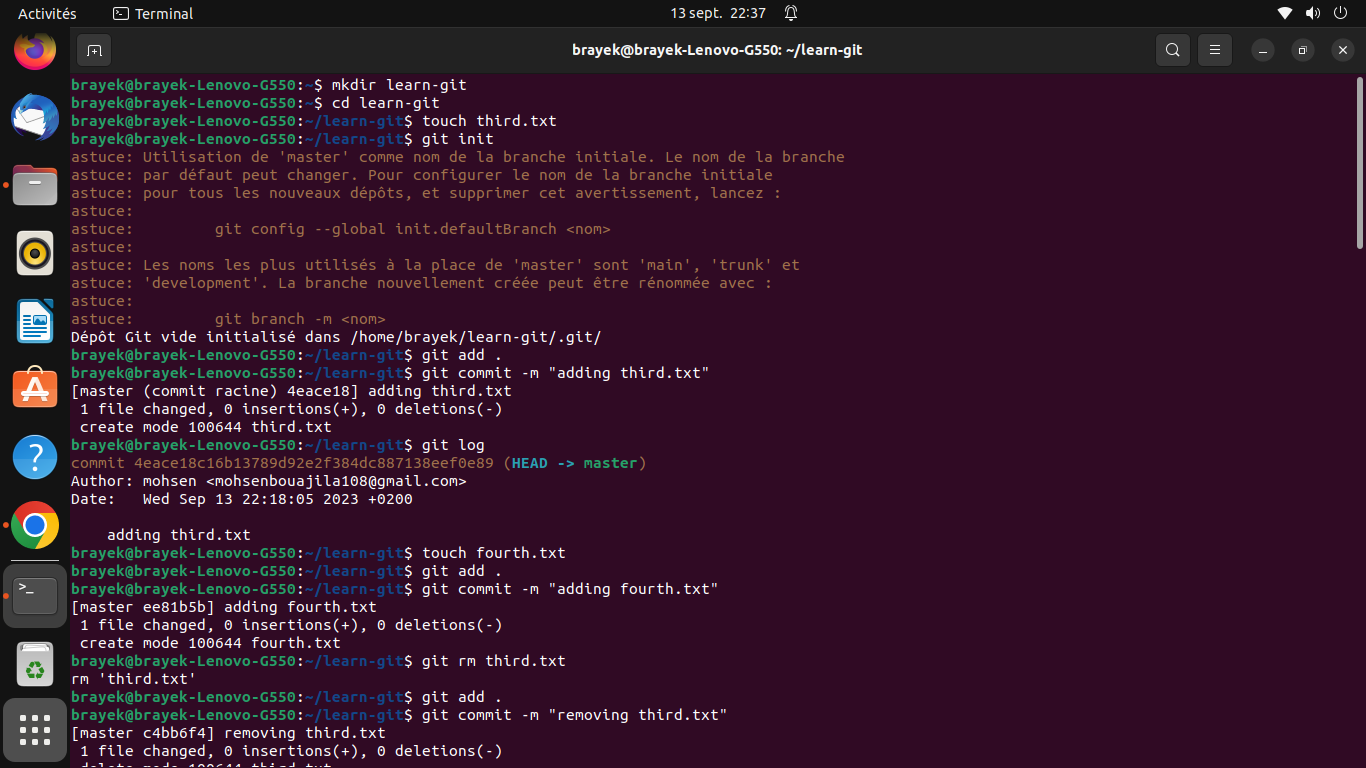 Activités
Terminal
13 sept. 22:37
brayek@brayek-Lenovo-G550: ~/learn-git
brayek@brayek-Lenovo-G550:~$ mkdir learn-git
brayek@brayek-Lenovo-G550:~$ cd learn-git
brayek@brayek-Lenovo-G550:~/learn-git$ touch third.txt
brayek@brayek-Lenovo-G550:~/learn-git$ git init
astuce: Utilisation de 'master' comme nom de la branche initiale. Le nom de la branche
astuce: par défaut peut changer. Pour configurer le nom de la branche initiale
astuce: pour tous les nouveaux dépôts, et supprimer cet avertissement, lancez :
astuce:
astuce:         git config --global init.defaultBranch <nom>
astuce:
astuce: Les noms les plus utilisés à la place de 'master' sont 'main', 'trunk' et
astuce: 'development'. La branche nouvellement créée peut être rénommée avec :
astuce:
astuce:         git branch -m <nom>
Dépôt Git vide initialisé dans /home/brayek/learn-git/.git/
brayek@brayek-Lenovo-G550:~/learn-git$ git add .
brayek@brayek-Lenovo-G550:~/learn-git$ git commit -m "adding third.txt"
[master (commit racine) 4eace18] adding third.txt
 1 file changed, 0 insertions(+), 0 deletions(-)
 create mode 100644 third.txt
brayek@brayek-Lenovo-G550:~/learn-git$ git log
commit 4eace18c16b13789d92e2f384dc887138eef0e89 (HEAD -> master)
Author: mohsen <mohsenbouajila108@gmail.com>
Date:   Wed Sep 13 22:18:05 2023 +0200

    adding third.txt
brayek@brayek-Lenovo-G550:~/learn-git$ touch fourth.txt
brayek@brayek-Lenovo-G550:~/learn-git$ git add .
brayek@brayek-Lenovo-G550:~/learn-git$ git commit -m "adding fourth.txt"
[master ee81b5b] adding fourth.txt
 1 file changed, 0 insertions(+), 0 deletions(-)
 create mode 100644 fourth.txt
brayek@brayek-Lenovo-G550:~/learn-git$ git rm third.txt
rm 'third.txt'
brayek@brayek-Lenovo-G550:~/learn-git$ git add .
brayek@brayek-Lenovo-G550:~/learn-git$ git commit -m "removing third.txt"
[master c4bb6f4] removing third.txt
 1 file changed, 0 insertions(+), 0 deletions(-)
 delete mode 100644 third.txt